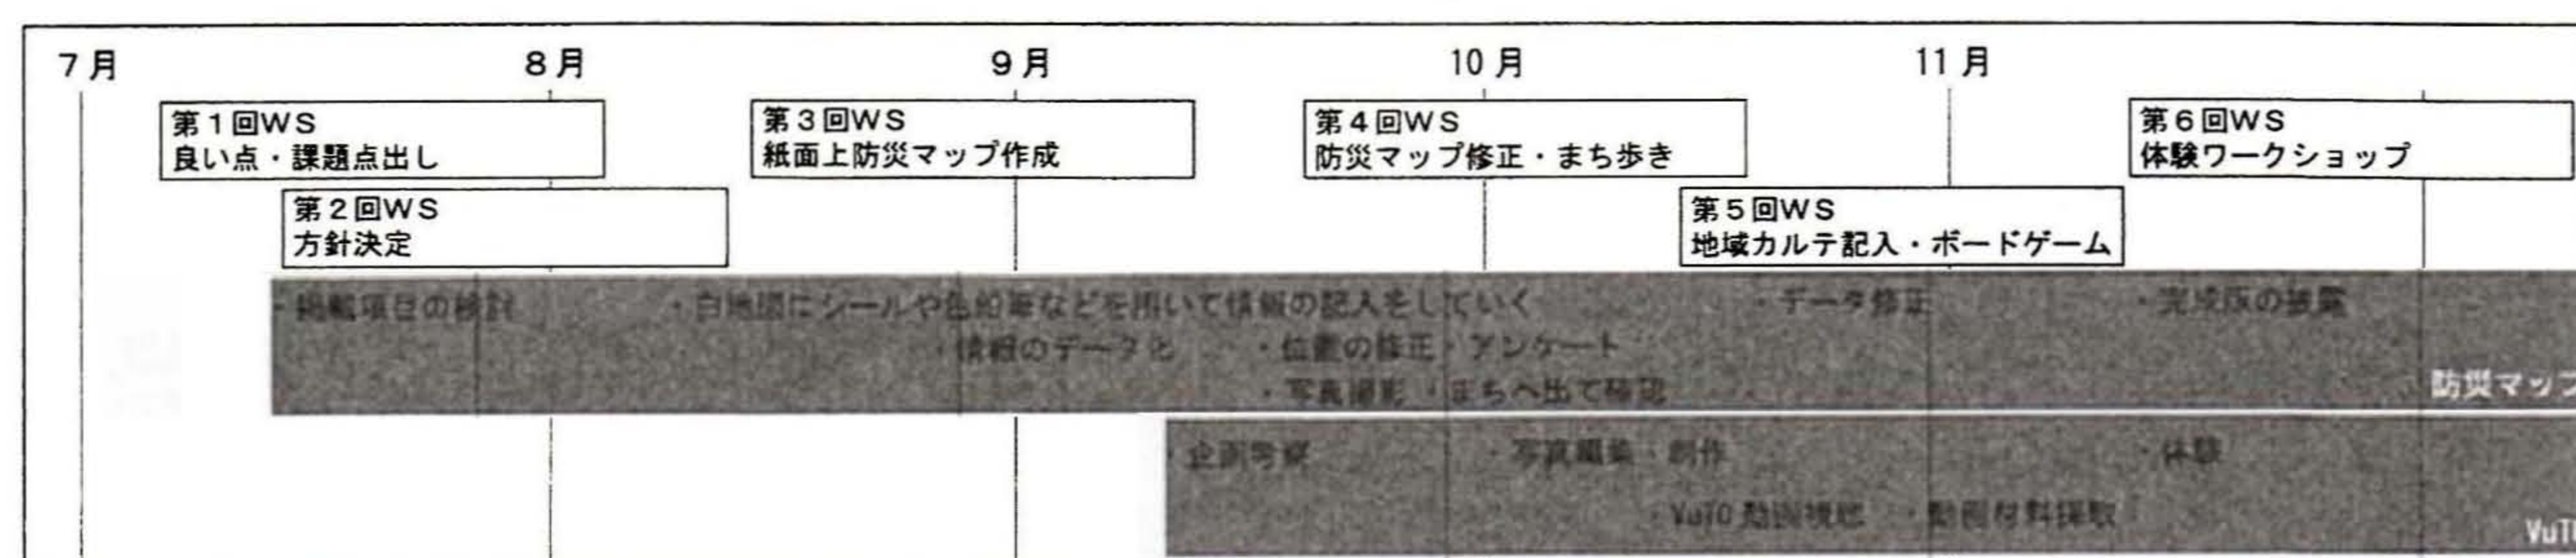 7月 8月 9月 10月 11月
第1回WS
良い点・課題点出し
第2回WS
方針決定
第3回WS
紙面上防災マップ作成
第4回WS
防災マップ修正・まち歩き
第5回WS
地域カルテ記入・ボードゲーム
第6回WS
体験ワークショップ
・掲載項目の検討 ・白地図にシールや色鉛筆などを用いて情報の記入をしていく ・データ修正 ・完成版の披露
・情報のデータ化 ・位置の修正・アンケート
・写真撮影 ・まちへ出て確認
防災マップ
・企画考察 ・写真編集・創作 ・体験
・動画材料採取